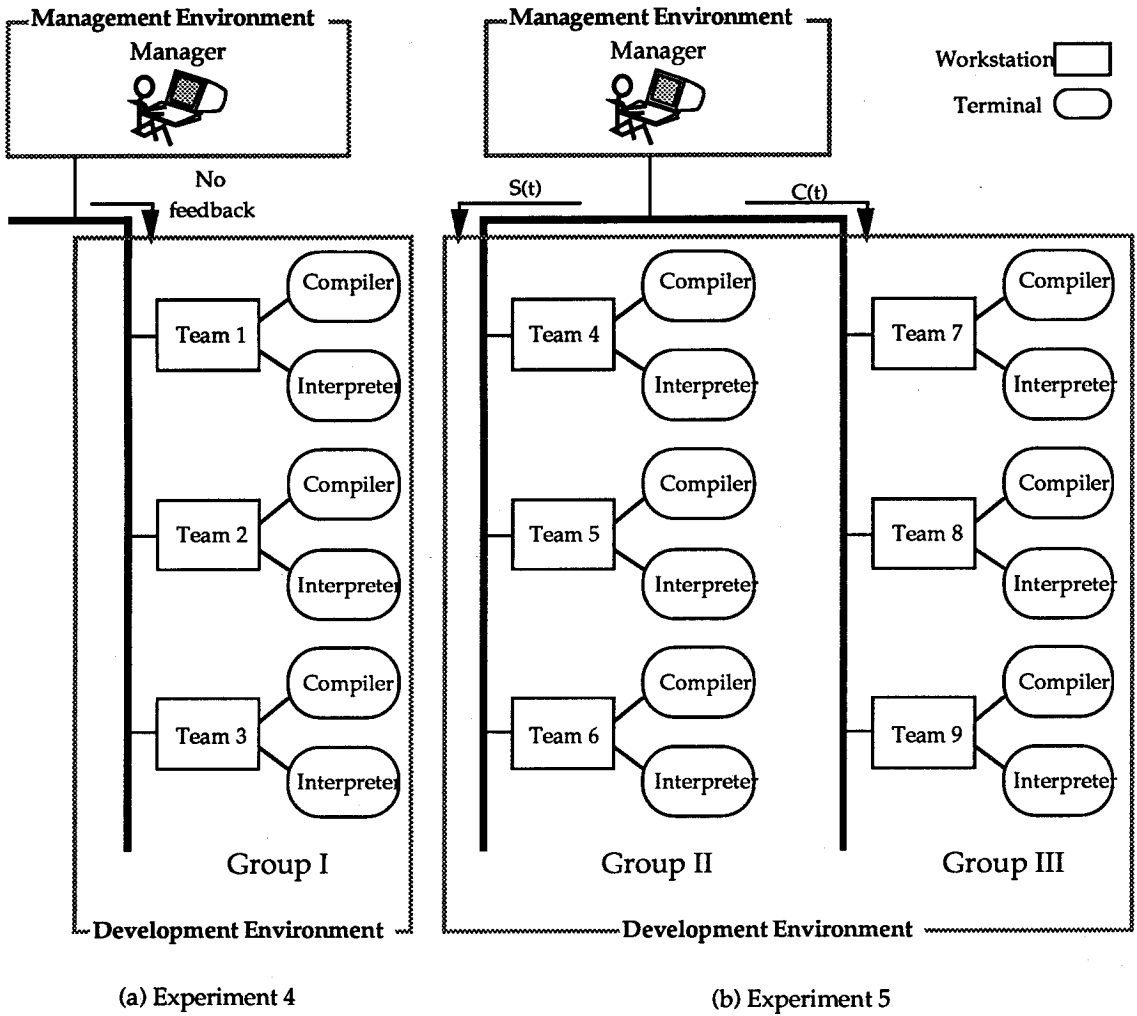 Management Environment
Manager
No
feedback
Team 1
Compiler
Interpreter
Team 2
Compiler
Interpreter
Team 3
Compiler
Interpreter
Group I
Development Environment
(a) Experiment 4
Management Environment
Manager
Workstation
Terminal
S(t)
C(t)
Team 4
Compiler
Interpreter
Team 5
Compiler
Interpreter
Team 6
Compiler
Interpreter
Group II
Team 7
Compiler
Interpreter
Team 8
Compiler
Interpreter
Team 9
Compiler
Interpreter
Group III
Development Environment
(b) Experiment 5